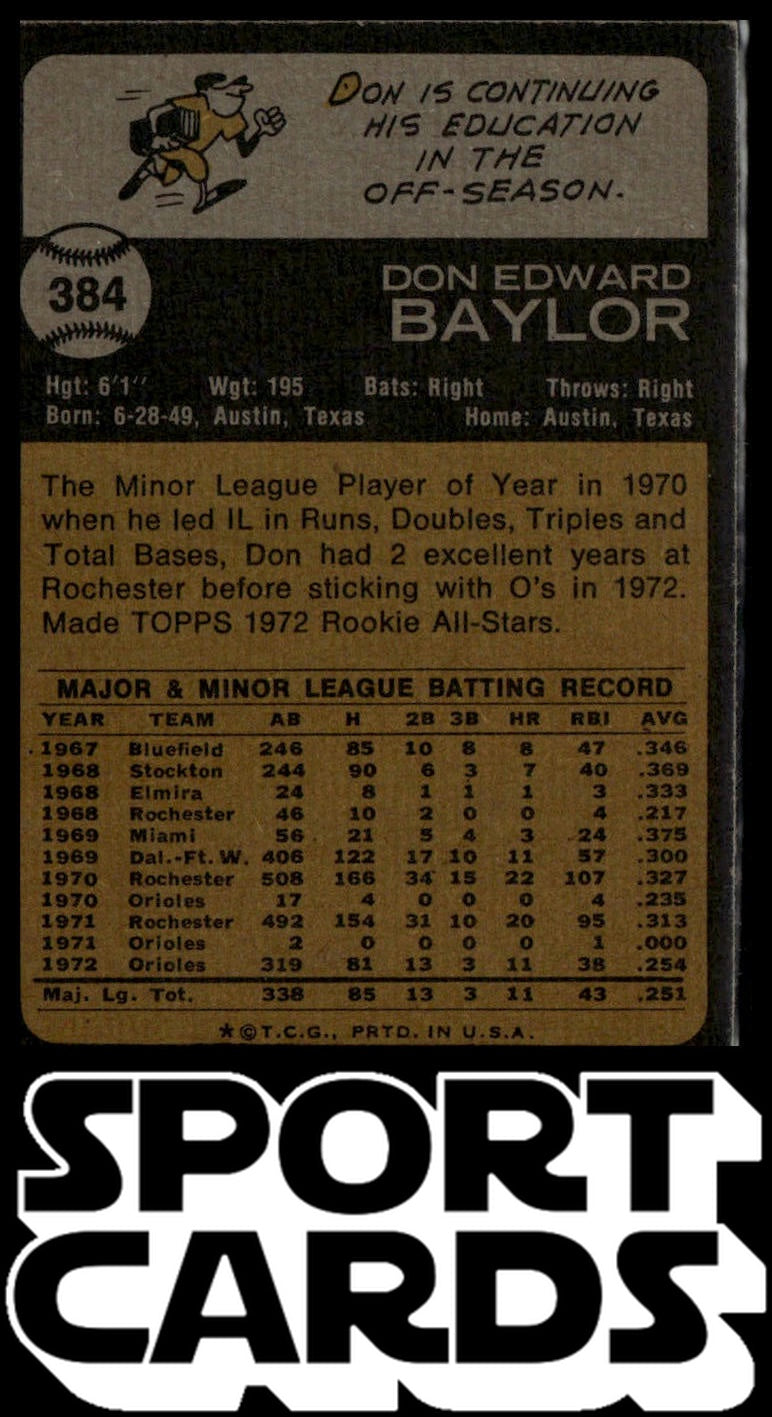 DON IS CONTINUING
HIS EDUCATION
IN THE
OFF-SEASON.
384
DON EDWARD
BAYLOR
Hgt: 6'1'' Wgt: 195 Bats: Right Throws: Right
Born: 6-28-49, Austin, Texas Home: Austin, Texas
The Minor League Player of Year in 1970
when he led IL in Runs, Doubles, Triples and
Total Bases, Don had 2 excellent years at
Rochester before sticking with O's in 1972.
Made TOPPS 1972 Rookie All-Stars.
MAJOR & MINOR LEAGUE BATTING RECORD
YEAR TEAM AB H 2B 3B HR RBI AVG
1967 Bluefield 246 85 10 8 8 47 .346
1968 Stockton 244 90 6 3 7 40 .369
1968 Elmira 24 8 1 1 1 3 .333
1968 Rochester 46 10 2 0 0 4 .217
1969 Miami 56 21 5 4 3 24 .375
1969 Dal.-Ft. W. 406 122 17 10 11 57 .300
1970 Rochester 508 166 34 15 22 107 .327
1970 Orioles 17 4 0 0 0 4 .235
1971 Rochester 492 154 31 10 20 95 .313
1971 Orioles 2 0 0 0 0 1 .000
1972 Orioles 319 81 13 3 11 38 .254
Maj. Lg. Tot. 338 85 13 3 11 43 .251
★©T.C.G., PRTD. IN U.S.A.
SPORT
CARDS